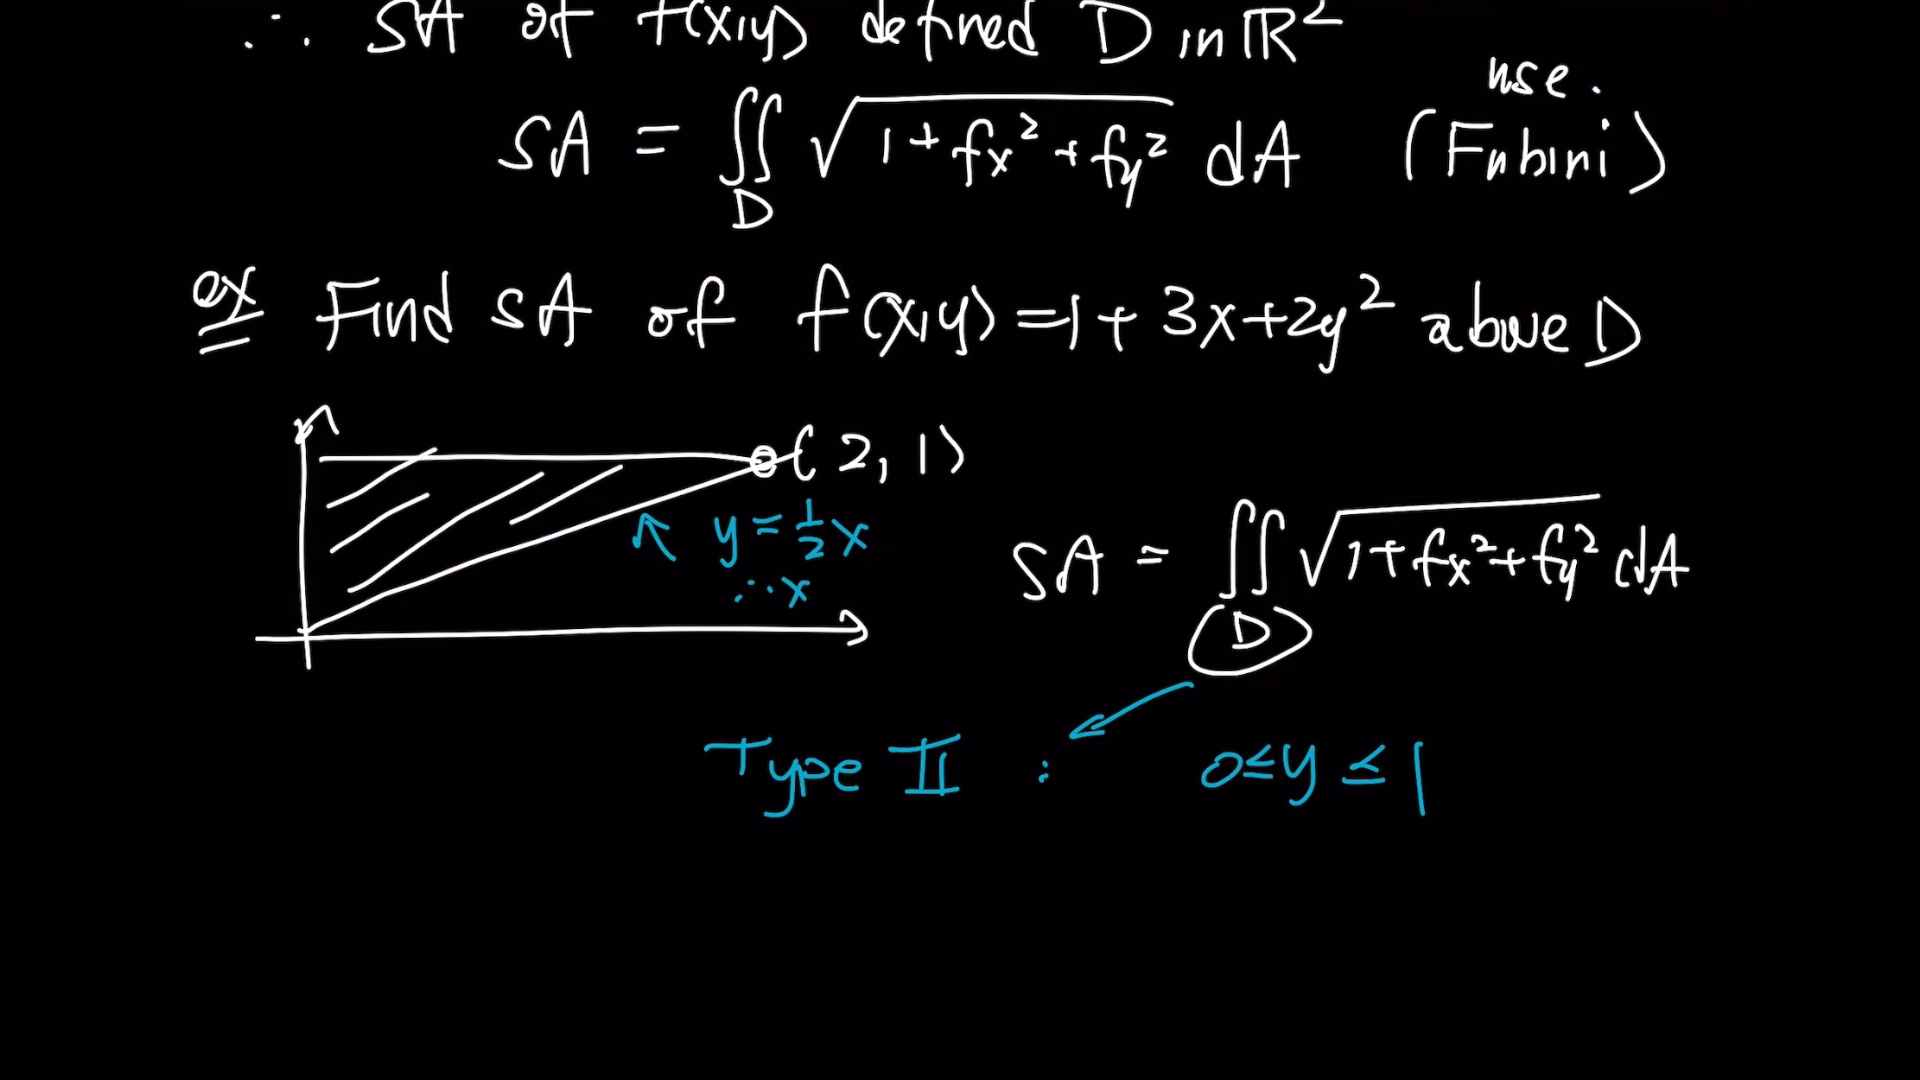 ∴ SA of f(x,y) defined D in ℝ²
use.
SA = ∬_D √(1+fx²+fy²) dA (Fubini)
ex Find SA of f(x,y)=1+3x+2y² above D
(2,1)
y=½x
∴x
SA = ∬_D √(1+fx²+fy²) dA
Type II : 0≤y≤1